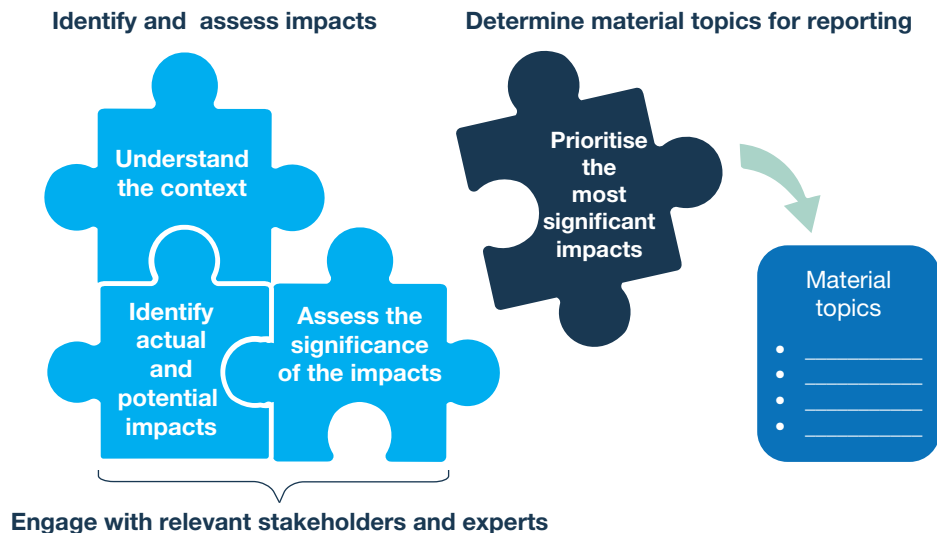 Identify and assess impacts
Determine material topics for reporting
Understand
the context
Identify
actual
and
potential
impacts
Assess the
significance
of the impacts
Engage with relevant stakeholders and experts
Prioritise
the
most
significant
impacts
Material
topics